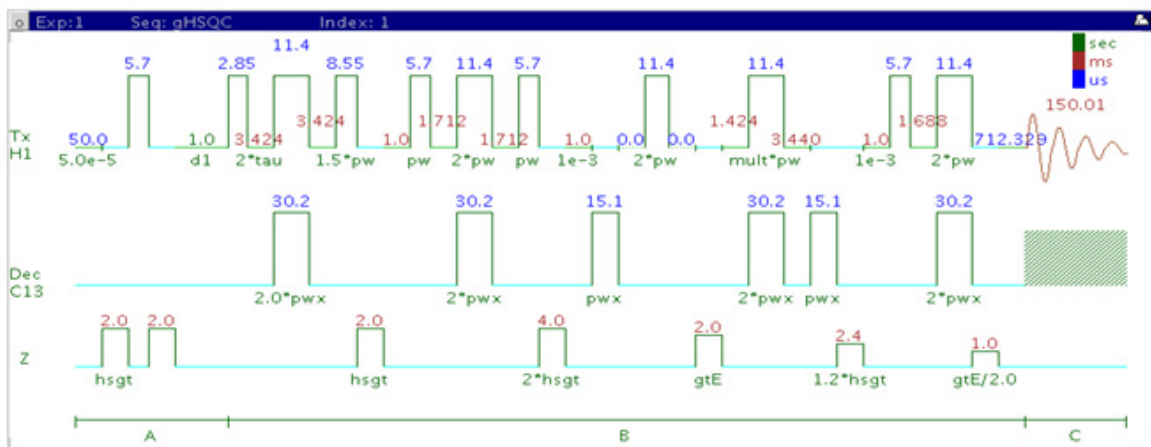 Exp:1 Seq: gHSQC Index: 1
sec
ms
us
11.4
5.7 2.85 8.55 5.7 11.4 5.7 11.4 11.4 5.7 11.4
150.01
Tx
H1
50.0 1.0 3.424 3.424 1.0 1.712 1.712 1.0 0.0 0.0 1.424 3.440 1.0 1.688 712.329
5.0e-5 d1 2*tau 1.5*pw pw 2*pw pw 1e-3 2*pw mult*pw 1e-3 2*pw
30.2 30.2 15.1 30.2 15.1 30.2
Dec
C13
2.0*pwx 2*pwx pwx 2*pwx pwx 2*pwx
2.0 2.0 2.0 4.0 2.0 2.4 1.0
Z
hsgt hsgt 2*hsgt gtE 1.2*hsgt gtE/2.0
A B C